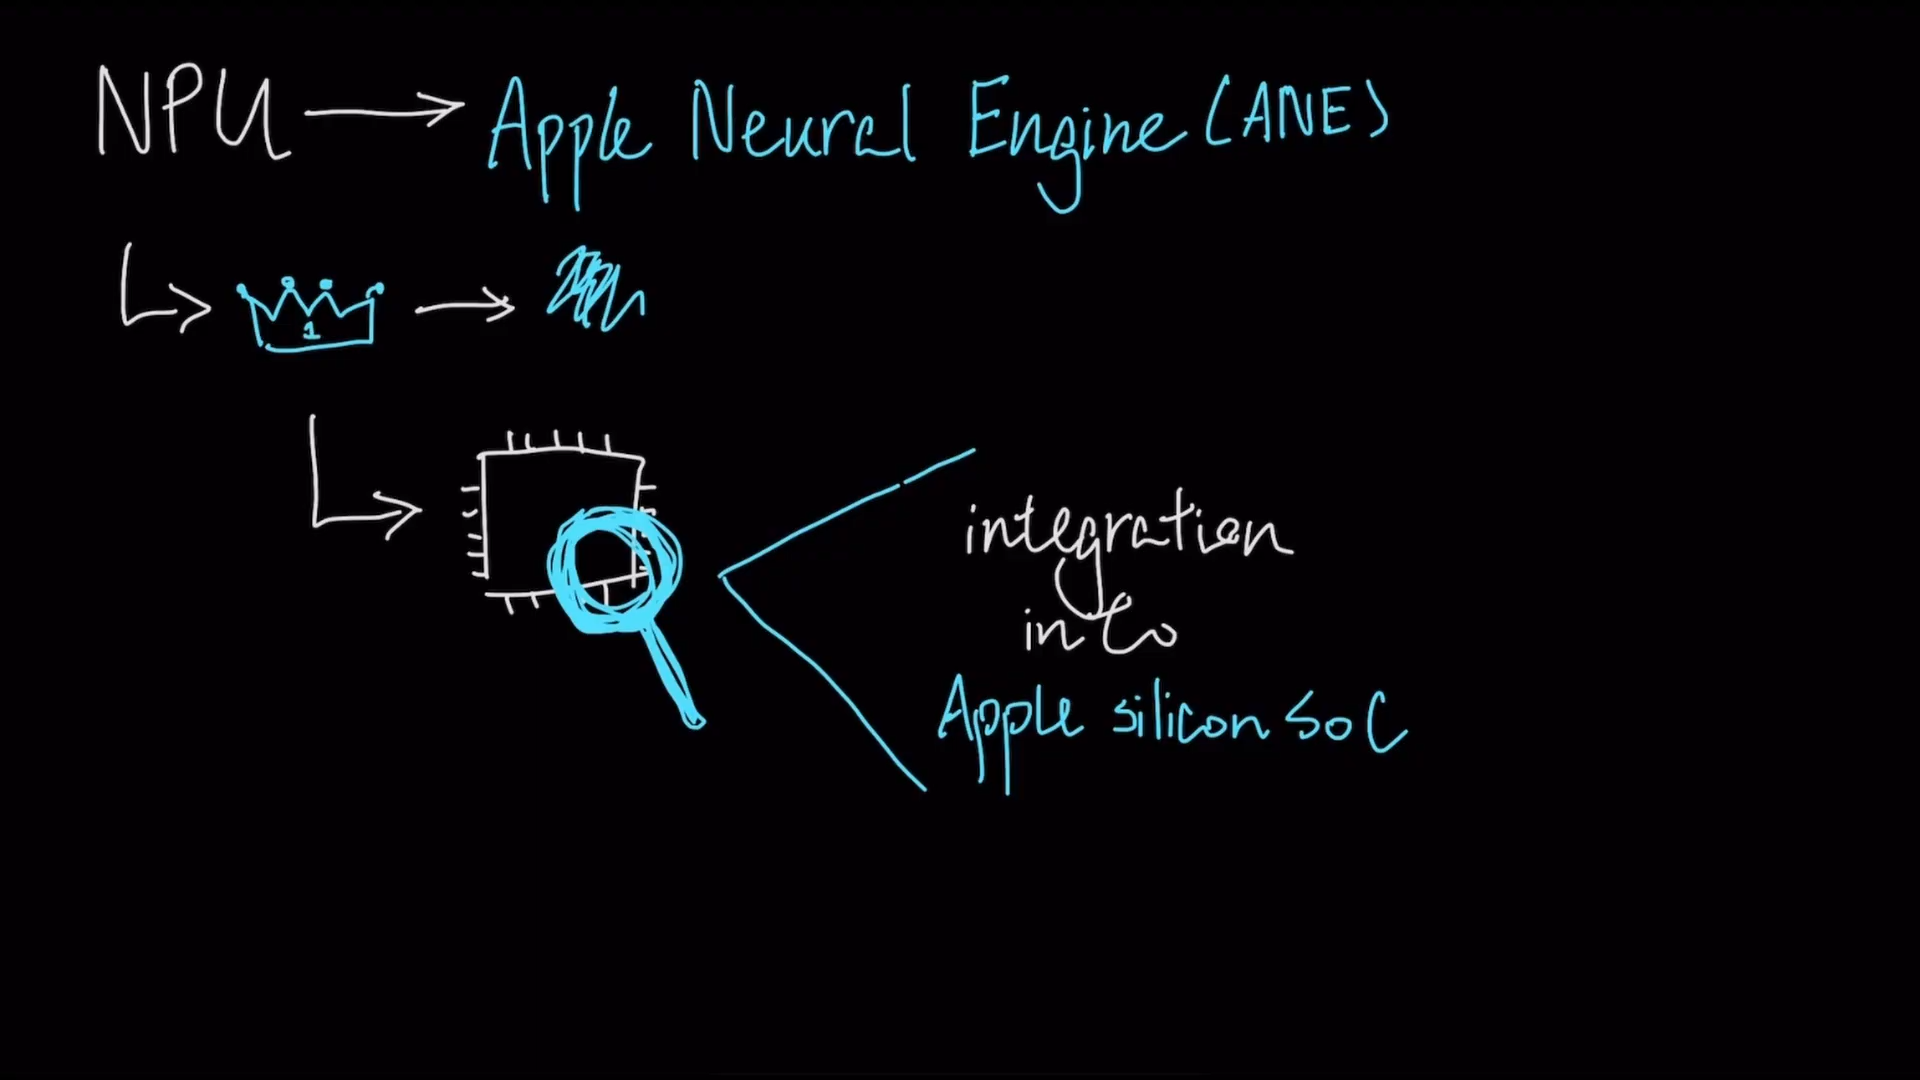 NPU → Apple Neural Engine (ANE)
1
integration
into
Apple silicon SoC